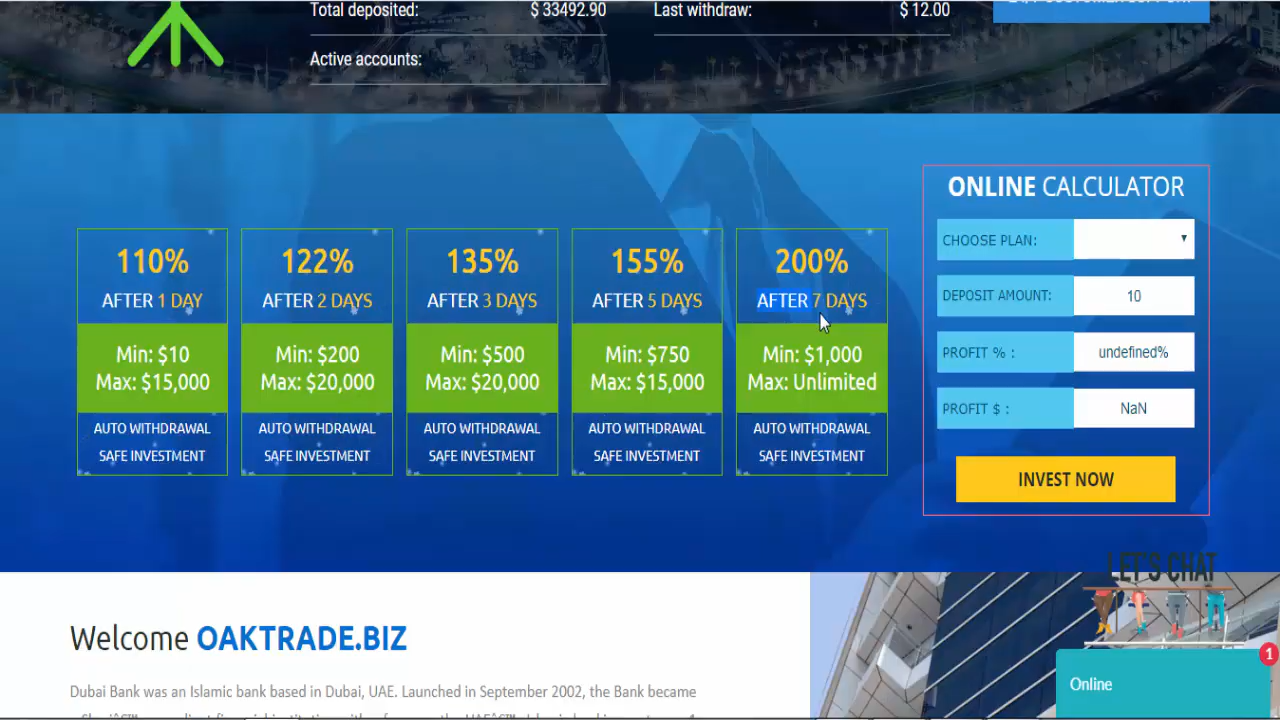 Total deposited: $ 33492.90 Last withdraw: $ 12.00
Active accounts:
110%
AFTER 1 DAY
Min: $10
Max: $15,000
AUTO WITHDRAWAL
SAFE INVESTMENT
122%
AFTER 2 DAYS
Min: $200
Max: $20,000
AUTO WITHDRAWAL
SAFE INVESTMENT
135%
AFTER 3 DAYS
Min: $500
Max: $20,000
AUTO WITHDRAWAL
SAFE INVESTMENT
155%
AFTER 5 DAYS
Min: $750
Max: $15,000
AUTO WITHDRAWAL
SAFE INVESTMENT
200%
AFTER 7 DAYS
Min: $1,000
Max: Unlimited
AUTO WITHDRAWAL
SAFE INVESTMENT
ONLINE CALCULATOR
CHOOSE PLAN:
DEPOSIT AMOUNT: 10
PROFIT % : undefined%
PROFIT $ : NaN
INVEST NOW
LET'S CHAT
Welcome OAKTRADE.BIZ
Dubai Bank was an Islamic bank based in Dubai, UAE. Launched in September 2002, the Bank became
1
Online